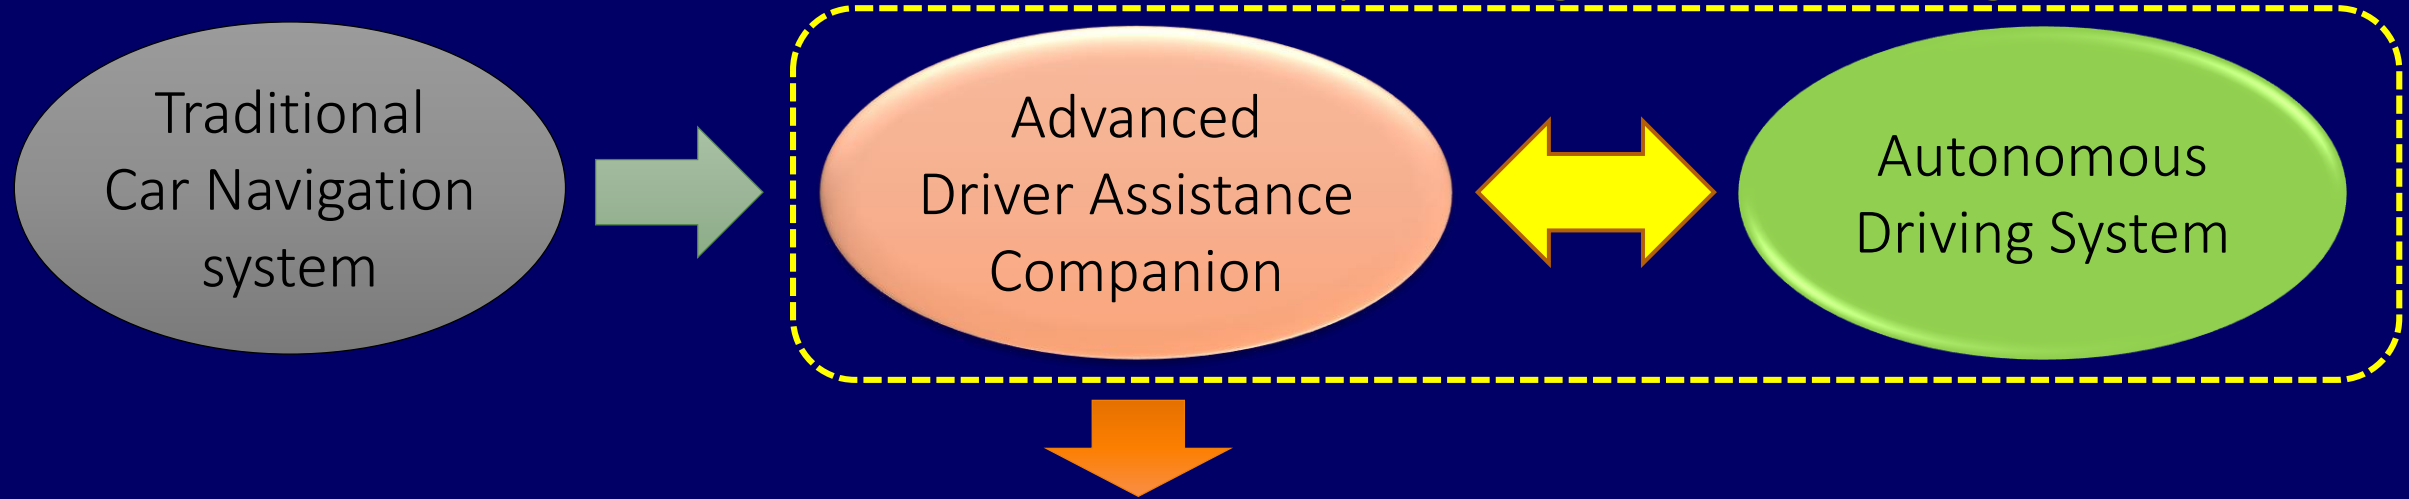 Traditional
Car Navigation
system
Advanced
Driver Assistance
Companion
Autonomous
Driving System